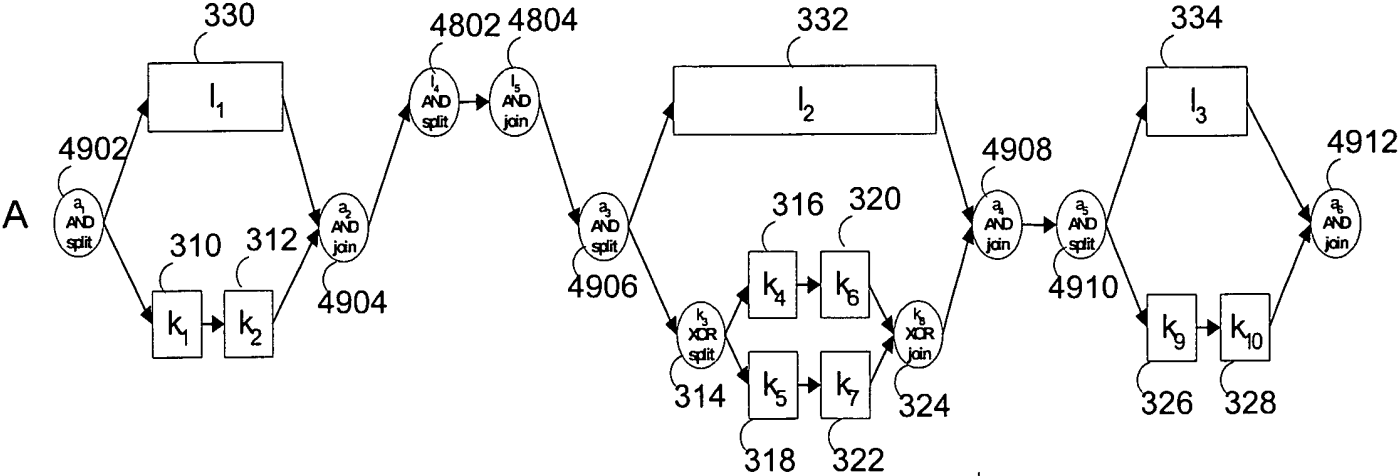 330
4802
4804
332
334
l₁
l₄ AND split
l₅ AND join
l₂
l₃
4902
4908
4912
A
a₁ AND split
310
312
a₂ AND join
4904
a₃ AND split
4906
316
320
a₄ AND join
a₅ AND split
4910
a₆ AND join
k₁
k₂
k₄
k₆
k₃ XOR split
314
k₈ XOR join
324
k₅
k₇
318
322
k₉
k₁₀
326
328